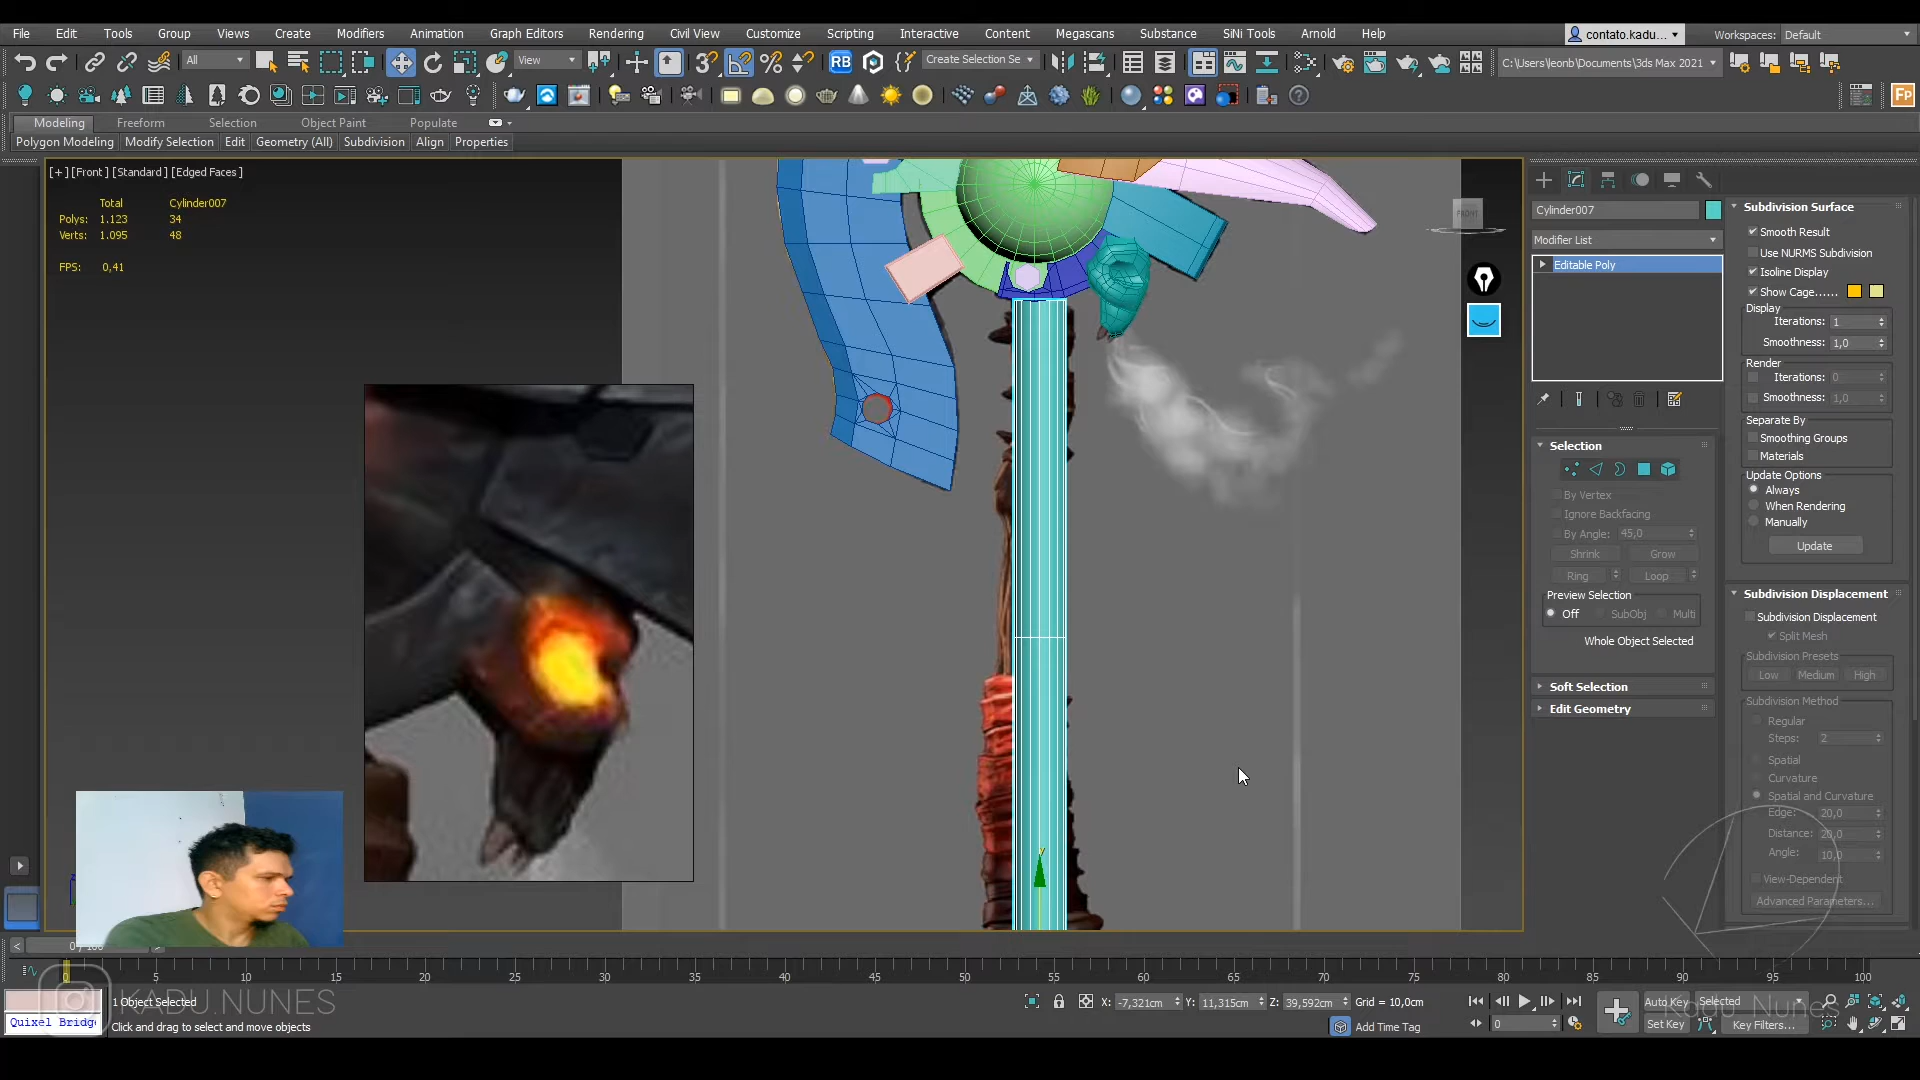 File Edit Tools Group Views Create Modifiers Animation Graph Editors Rendering Civil View Customize Scripting Interactive Content Megascans Substance SiNi Tools Arnold Help contato.kadu... Workspaces: Default
All View Create Selection Se C:\Users\leonb\Documents\3ds Max 2021
Modeling Freeform Selection Object Paint Populate
Polygon Modeling Modify Selection Edit Geometry (All) Subdivision Align Properties
[+] [Front] [Standard] [Edged Faces]
Total Cylinder007
Polys: 1.123 34
Verts: 1.095 48
FPS: 0,41
FRONT
Cylinder007
Modifier List
Editable Poly
Selection
By Vertex
Ignore Backfacing
By Angle: 45,0
Shrink Grow
Ring Loop
Preview Selection
Off SubObj Multi
Whole Object Selected
Soft Selection
Edit Geometry
Subdivision Surface
Smooth Result
Use NURMS Subdivision
Isoline Display
Show Cage......
Display
Iterations: 1
Smoothness: 1,0
Render
Iterations: 0
Smoothness: 1,0
Separate By
Smoothing Groups
Materials
Update Options
Always
When Rendering
Manually
Update
Subdivision Displacement
Subdivision Displacement
Split Mesh
Subdivision Presets
Low Medium High
Subdivision Method
Regular
Steps: 2
Spatial
Curvature
Spatial and Curvature
Edge: 20,0
Distance: 20,0
Angle: 10,0
View-Dependent
Advanced Parameters...
0 / 100
0 5 10 15 20 25 30 35 40 45 50 55 60 65 70 75 80 85 90 95 100
KADU.NUNES
1 Object Selected
X: -7,321cm Y: 11,315cm Z: 39,592cm Grid = 10,0cm
Auto Key Selected
Kadu Nunes
Quixel Bridg
Click and drag to select and move objects
Add Time Tag
0
Set Key Key Filters...